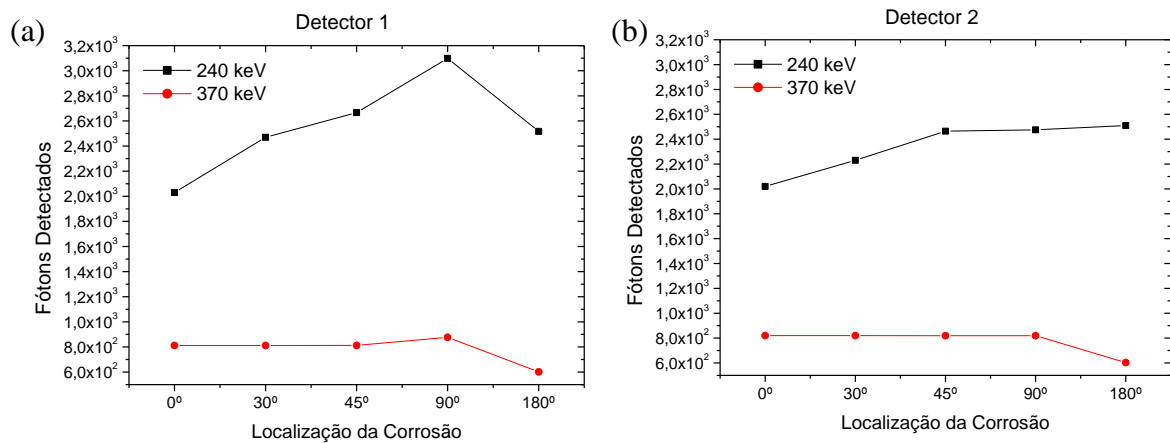 (a)
Detector 1
3,2x10³
3,0x10³
2,8x10³
2,6x10³
2,4x10³
2,2x10³
2,0x10³
1,8x10³
1,6x10³
1,4x10³
1,2x10³
1,0x10³
8,0x10²
6,0x10²
Fótons Detectados
240 keV
370 keV
0º 30º 45º 90º 180º
Localização da Corrosão
(b)
Detector 2
3,2x10³
3,0x10³
2,8x10³
2,6x10³
2,4x10³
2,2x10³
2,0x10³
1,8x10³
1,6x10³
1,4x10³
1,2x10³
1,0x10³
8,0x10²
6,0x10²
Fótons Detectados
240 keV
370 keV
0º 30º 45º 90º 180º
Localização da Corrosão